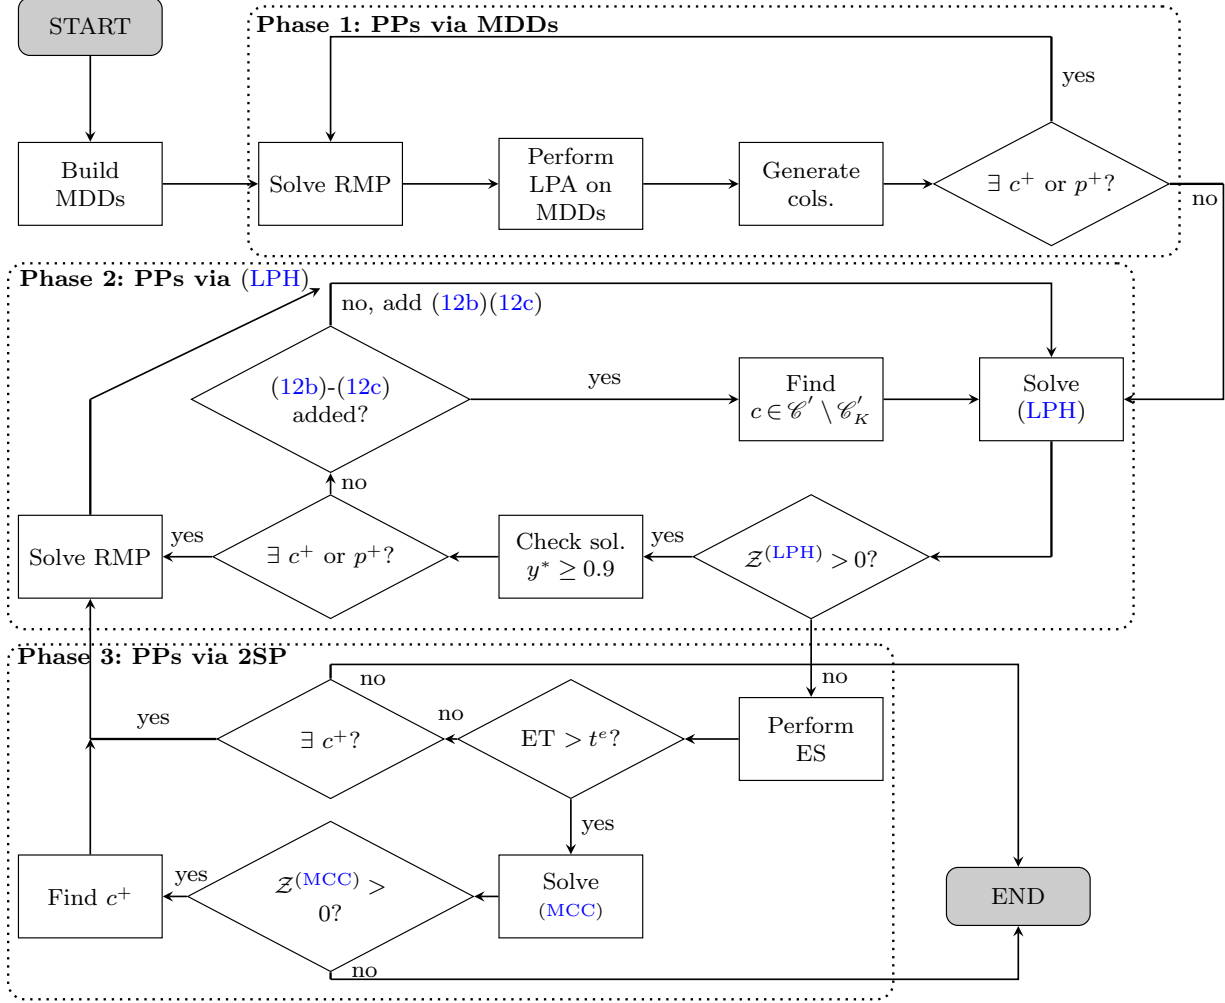 START
Phase 1: PPs via MDDs
yes
Build
MDDs
Solve RMP
Perform
LPA on
MDDs
Generate
cols.
∃ c⁺ or p⁺?
no
Phase 2: PPs via (LPH)
no, add (12b)(12c)
(12b)-(12c)
added?
yes
Find
c ∈ 𝒞′ \ 𝒞′_K
Solve
(LPH)
no
Solve RMP
yes
∃ c⁺ or p⁺?
Check sol.
y* ≥ 0.9
yes
𝒵^(LPH) > 0?
no
Phase 3: PPs via 2SP
no
yes
∃ c⁺?
no
ET > tᵉ?
Perform
ES
yes
Find c⁺
yes
𝒵^(MCC) >
0?
Solve
(MCC)
END
no